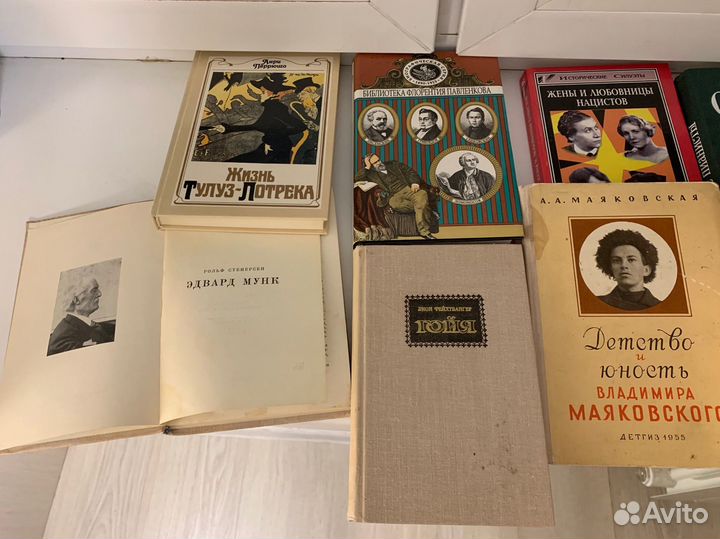 Анри Перрюшо
ЖИЗНЬ
ТУЛУЗ-ЛОТРЕКА
БИБЛИОТЕКА ФЛОРЕНТИЯ ПАВЛЕНКОВА
ИСТОРИЧЕСКИЕ СИЛУЭТЫ
ЖЕНЫ И ЛЮБОВНИЦЫ
НАЦИСТОВ
РОЛЬФ СТЕНЕРСЕН
ЭДВАРД МУНК
ЛИОН ФЕЙХТВАНГЕР
ГОЙЯ
А.А. МАЯКОВСКАЯ
Детство
и
юность
ВЛАДИМИРА
МАЯКОВСКОГО
ДЕТГИЗ 1955
Avito